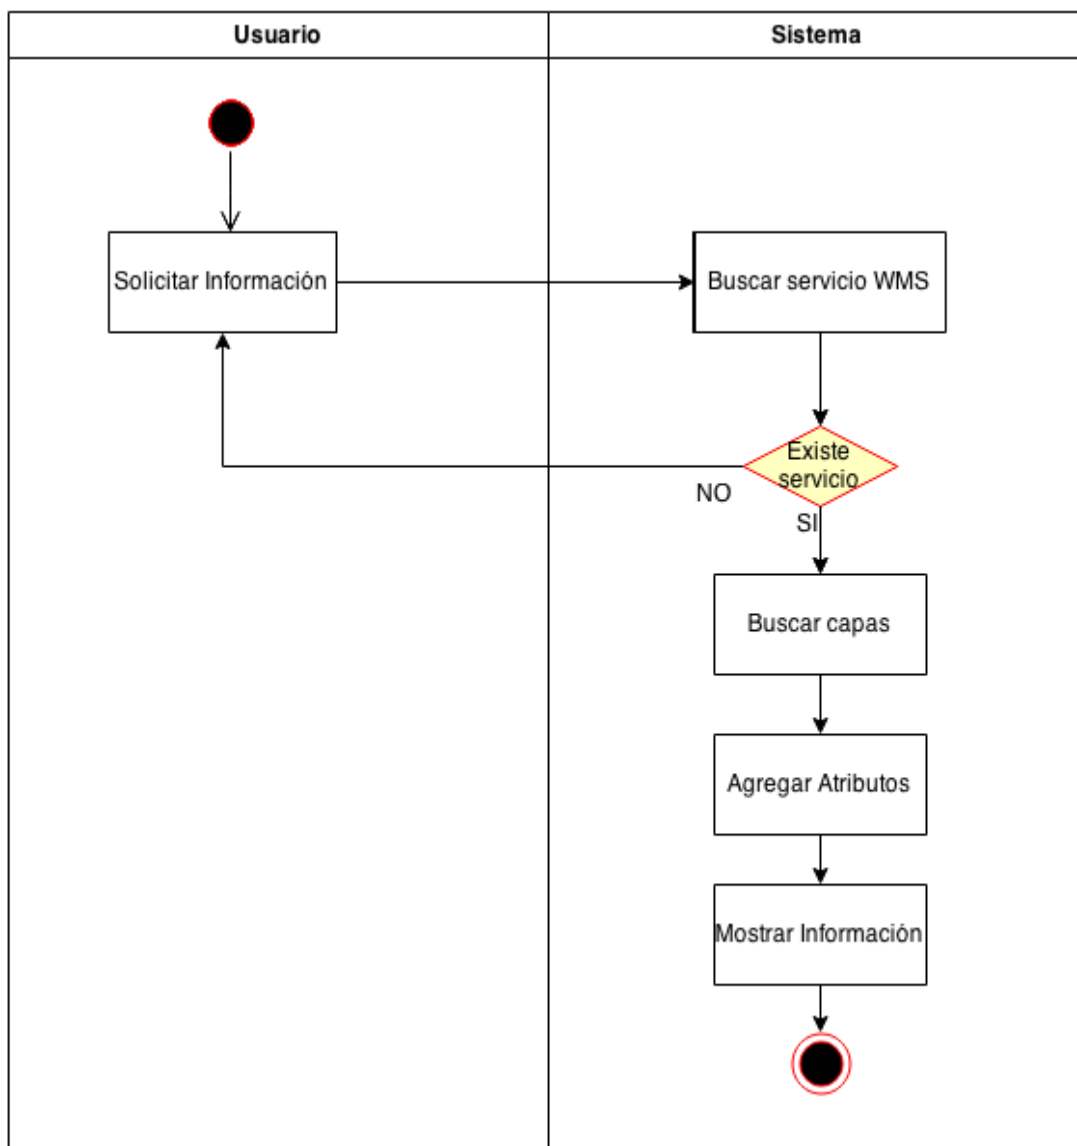 Usuario
Sistema
Solicitar Información
Buscar servicio WMS
Existe
servicio
NO
SI
Buscar capas
Agregar Atributos
Mostrar Información